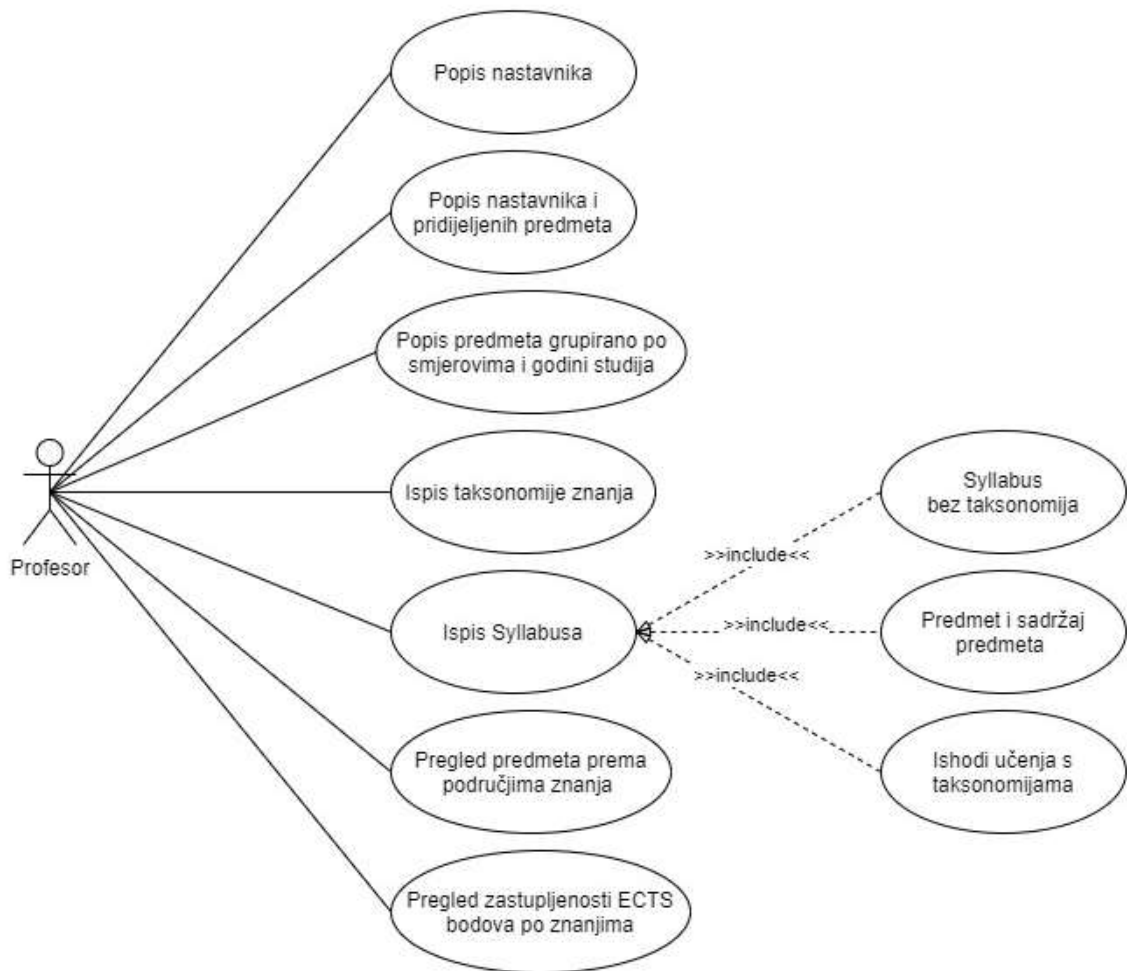 Popis nastavnika
Popis nastavnika i
pridijeljenih predmeta
Popis predmeta grupirano po
smjerovima i godini studija
Profesor
Ispis taksonomije znanja
Ispis Syllabusa
Pregled predmeta prema
područjima znanja
Pregled zastupljenosti ECTS
bodova po znanjima
>>include<<
>>include<<
>>include<<
Syllabus
bez taksonomija
Predmet i sadržaj
predmeta
Ishodi učenja s
taksonomijama